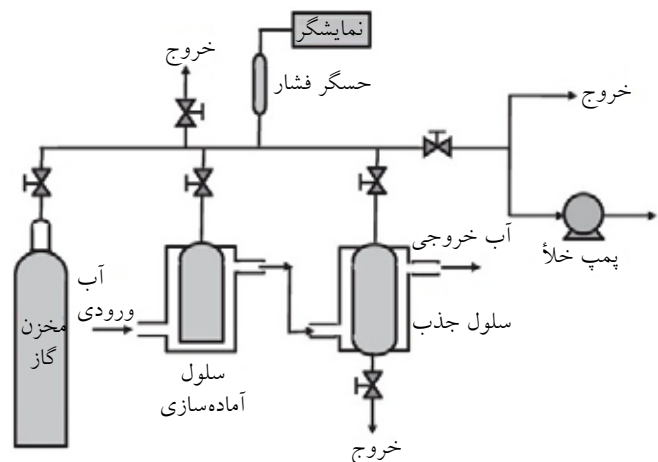 نمایشگر
خروج
حسگر فشار
خروج
آب خروجی
پمپ خلأ
آب
ورودی
مخزن
گاز
سلول جذب
سلول
آماده‌سازی
خروج